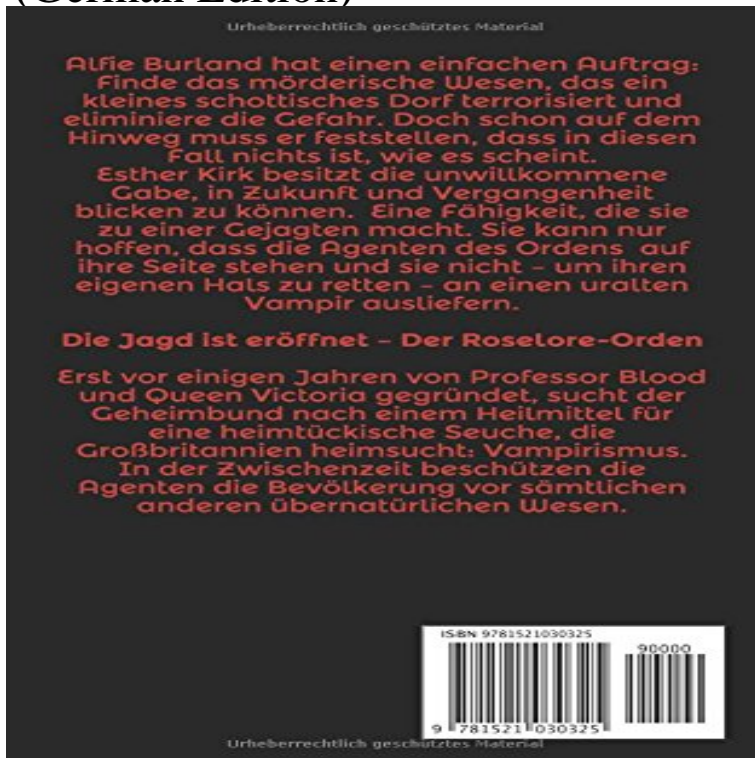 (German Edition)
Urheberrechtlich geschütztes Material
Alfie Burland hat einen einfachen Auftrag:
Finde das mörderische Wesen, das ein
kleines schottisches Dorf terrorisiert und
eliminiere die Gefahr. Doch schon auf dem
Hinweg muss er feststellen, dass in diesen
Fall nichts ist, wie es scheint.
Esther Kirk besitzt die unwillkommene
Gabe, in Zukunft und Vergangenheit
blicken zu können. Eine Fähigkeit, die sie
zu einer Gejagten macht. Sie kann nur
hoffen, dass die Agenten des Ordens auf
ihre Seite stehen und sie nicht – um ihren
eigenen Hals zu retten – an einen uralten
Vampir ausliefern.
Die Jagd ist eröffnet – Der Roselore-Orden
Erst vor einigen Jahren von Professor Blood
und Queen Victoria gegründet, sucht der
Geheimbund nach einem Heilmittel für
eine heimtückische Seuche, die
Großbritannien heimsucht: Vampirismus.
In der Zwischenzeit beschützen die
Agenten die Bevölkerung vor sämtlichen
anderen übernatürlichen Wesen.
ISBN 9781521030325
90000
9 781521 030325
Urheberrechtlich geschütztes Material